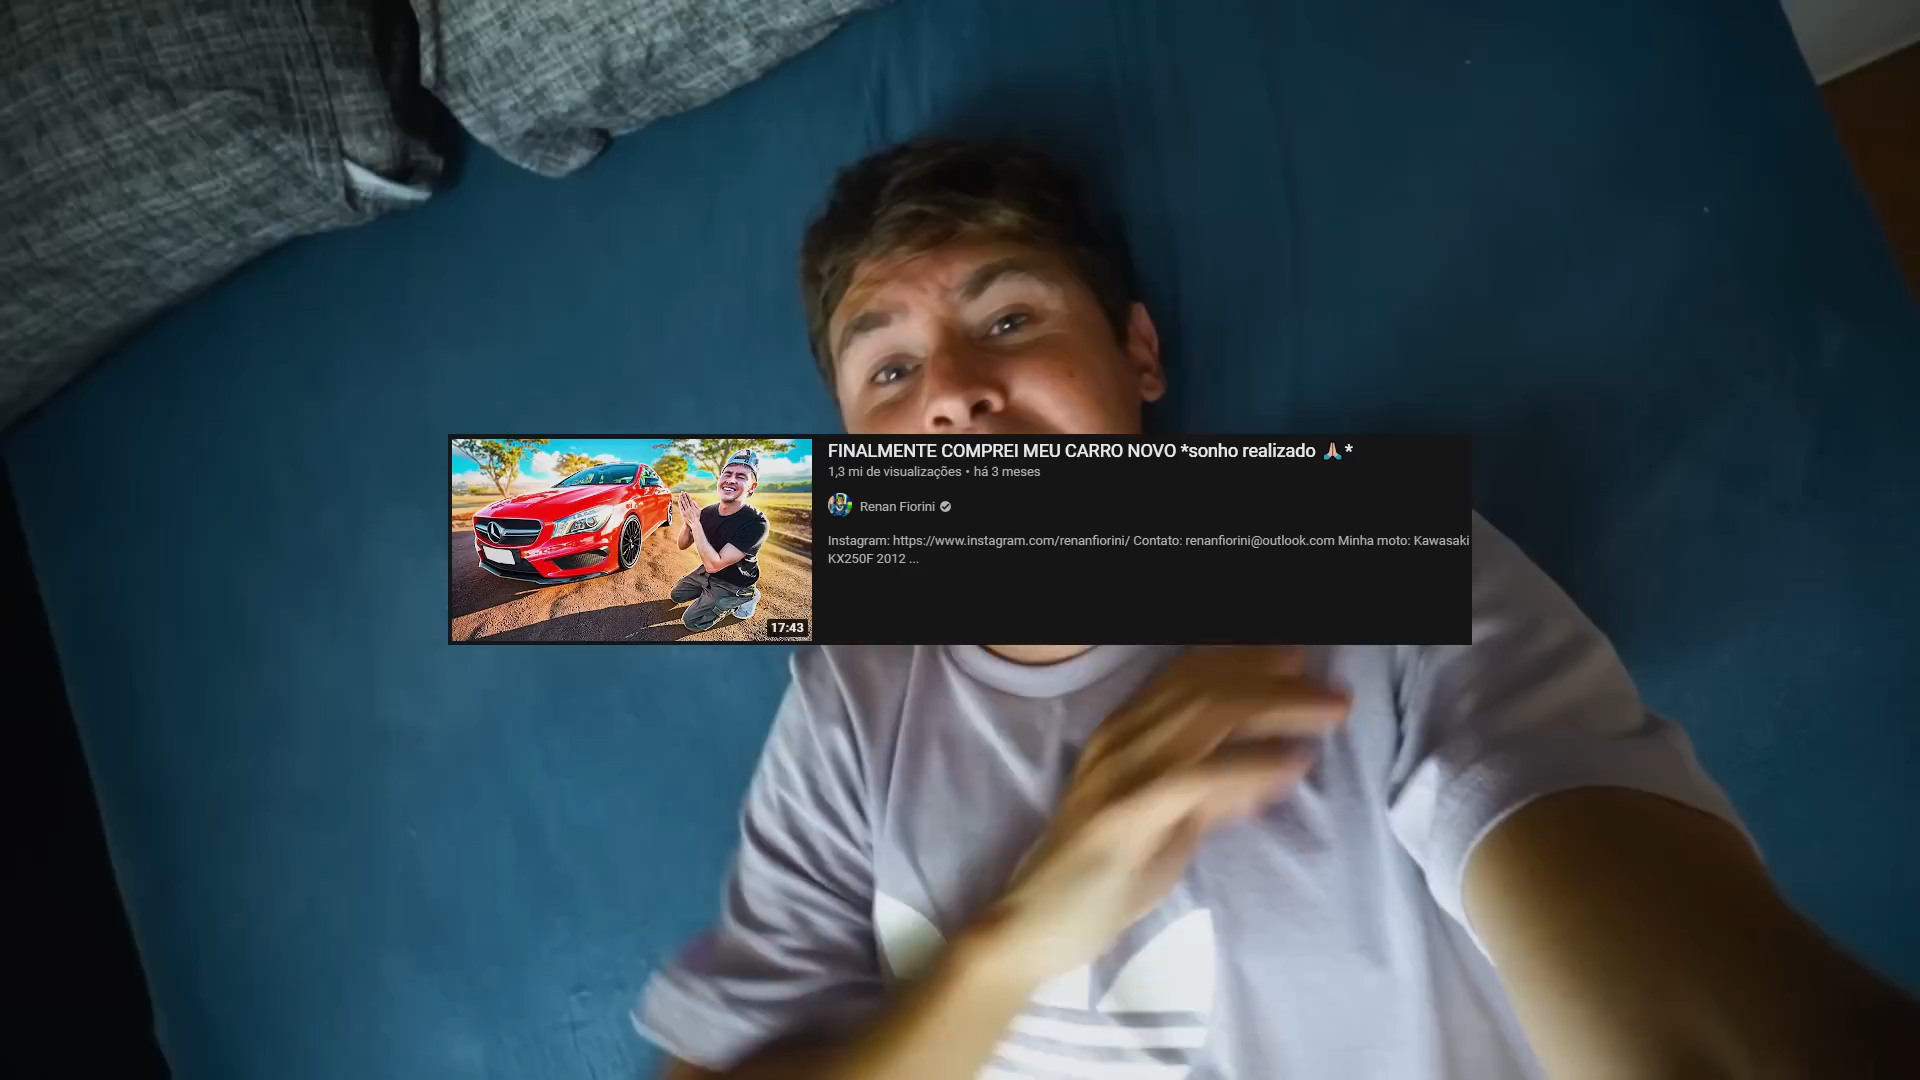 FINALMENTE COMPREI MEU CARRO NOVO *sonho realizado 🙏*
1,3 mi de visualizações • há 3 meses
Renan Fiorini
Instagram: https://www.instagram.com/renanfiorini/ Contato: renanfiorini@outlook.com Minha moto: Kawasaki
KX250F 2012 ...
17:43